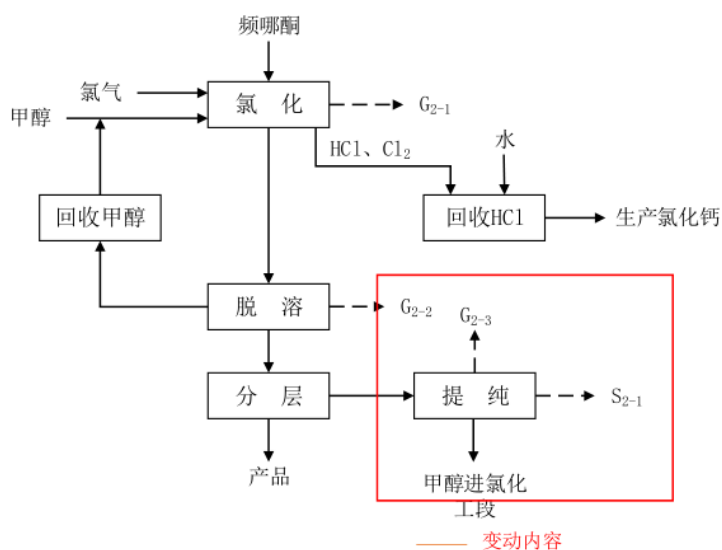 频哪酮
氯气
氯 化
G2-1
甲醇
HCl、Cl2
水
回收甲醇
回收HCl
生产氯化钙
脱 溶
G2-2
G2-3
分 层
提 纯
S2-1
产品
甲醇进氯化
工段
变动内容